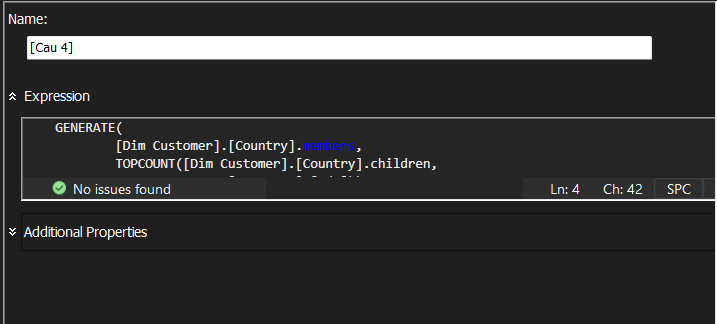 Name:
[Cau 4]
Expression
GENERATE(
[Dim Customer].[Country].members,
TOPCOUNT([Dim Customer].[Country].children,
No issues found
Ln: 4 Ch: 42 SPC
Additional Properties